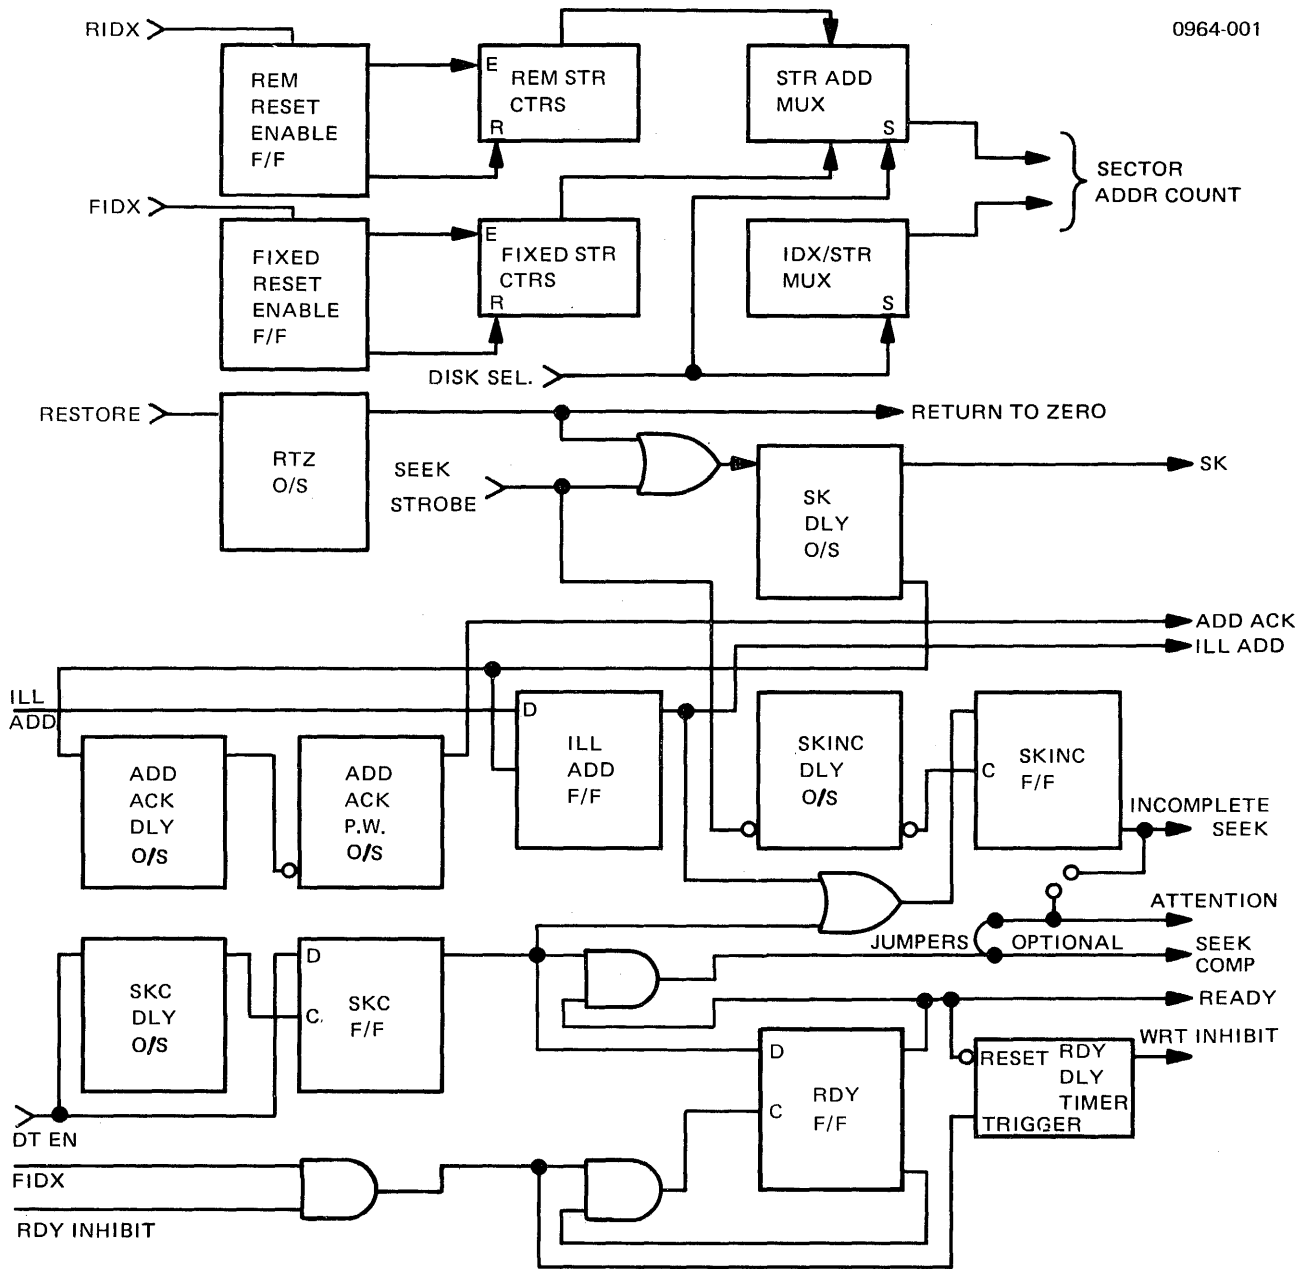 RIDX
0964-001
REM
RESET
ENABLE
F/F
E
REM STR
CTRS
R
STR ADD
MUX
S
SECTOR
ADDR COUNT
FIDX
FIXED
RESET
ENABLE
F/F
E
FIXED STR
CTRS
R
IDX/STR
MUX
S
DISK SEL.
RESTORE
RTZ
O/S
RETURN TO ZERO
SEEK
STROBE
SK
DLY
O/S
SK
ADD ACK
ILL ADD
ILL
ADD
D
ILL
ADD
F/F
SKINC
DLY
O/S
C
SKINC
F/F
ADD
ACK
DLY
O/S
ADD
ACK
P.W.
O/S
INCOMPLETE
SEEK
ATTENTION
JUMPERS
OPTIONAL
SEEK
COMP
READY
WRT INHIBIT
SKC
DLY
O/S
D
C.
SKC
F/F
D
C
RDY
F/F
RESET
RDY
DLY
TIMER
TRIGGER
DT EN
FIDX
RDY INHIBIT